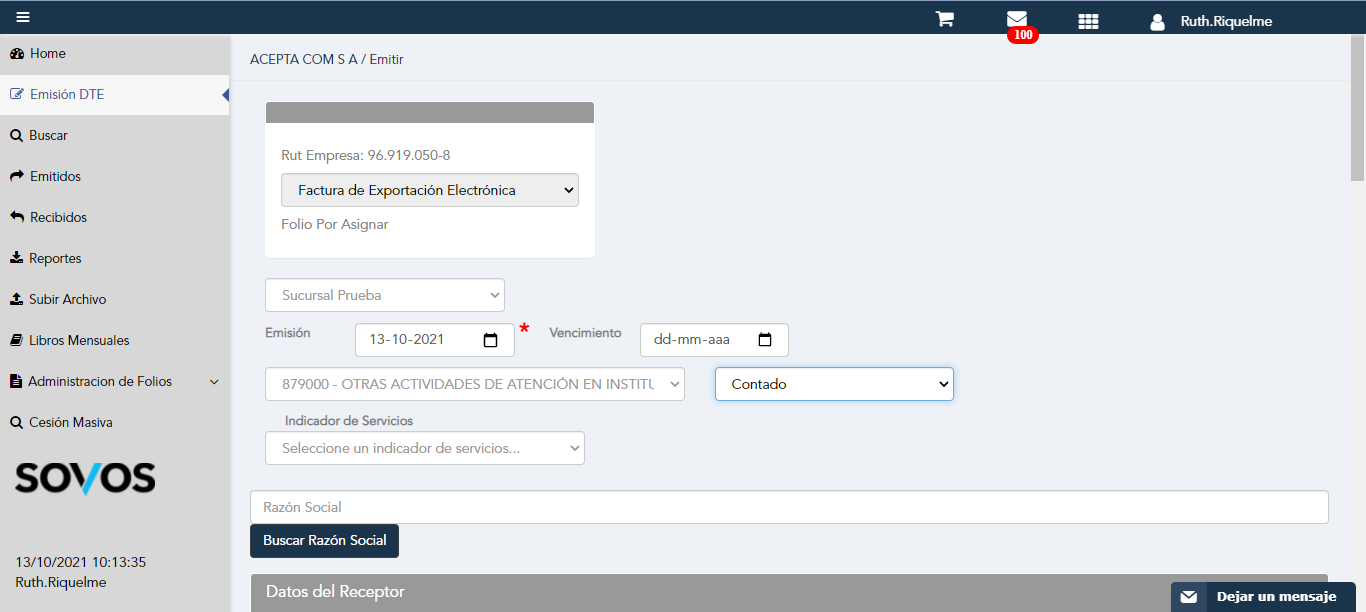 Ruth.Riquelme
100
Home
Emisión DTE
Buscar
Emitidos
Recibidos
Reportes
Subir Archivo
Libros Mensuales
Administracion de Folios
Cesión Masiva
SOVOS
13/10/2021 10:13:35
Ruth.Riquelme
ACEPTA COM S A / Emitir
Rut Empresa: 96.919.050-8
Factura de Exportación Electrónica
Folio Por Asignar
Sucursal Prueba
Emisión 13-10-2021 * Vencimiento dd-mm-aaa
879000 - OTRAS ACTIVIDADES DE ATENCIÓN EN INSTITU Contado
Indicador de Servicios
Seleccione un indicador de servicios...
Razón Social
Buscar Razón Social
Datos del Receptor
Dejar un mensaje